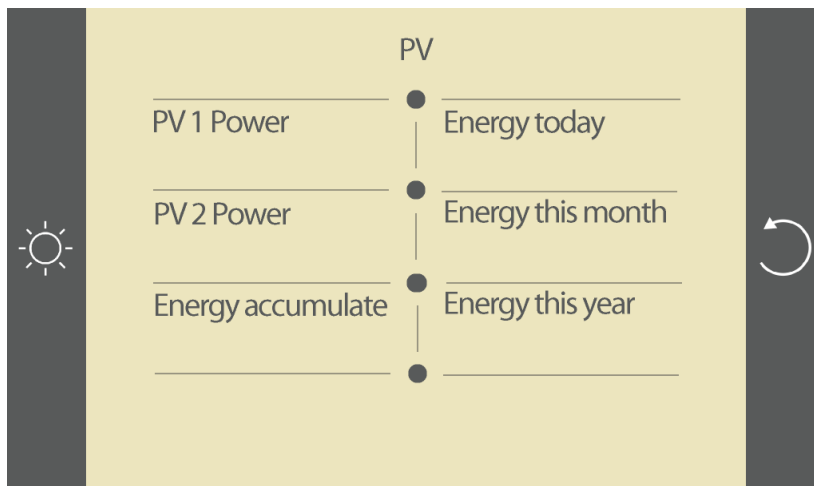 PV
PV 1 Power
Energy today
PV 2 Power
Energy this month
Energy accumulate
Energy this year